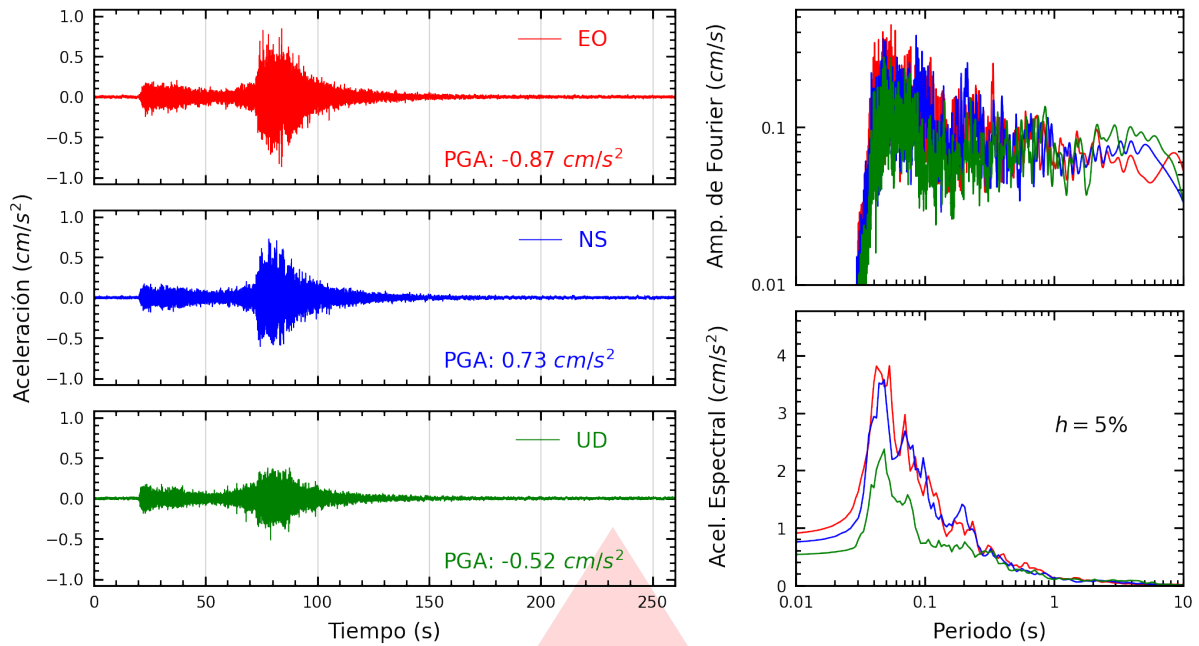 Aceleración (cm/s²)
1.0
0.5
0.0
−0.5
−1.0
EO
PGA: -0.87 cm/s²
1.0
0.5
0.0
−0.5
−1.0
NS
PGA: 0.73 cm/s²
1.0
0.5
0.0
−0.5
−1.0
UD
PGA: -0.52 cm/s²
0 50 100 150 200 250
Tiempo (s)
Amp. de Fourier (cm/s)
0.1
0.01
Acel. Espectral (cm/s²)
4
3
2
1
0
h = 5%
0.01 0.1 1 10
Periodo (s)